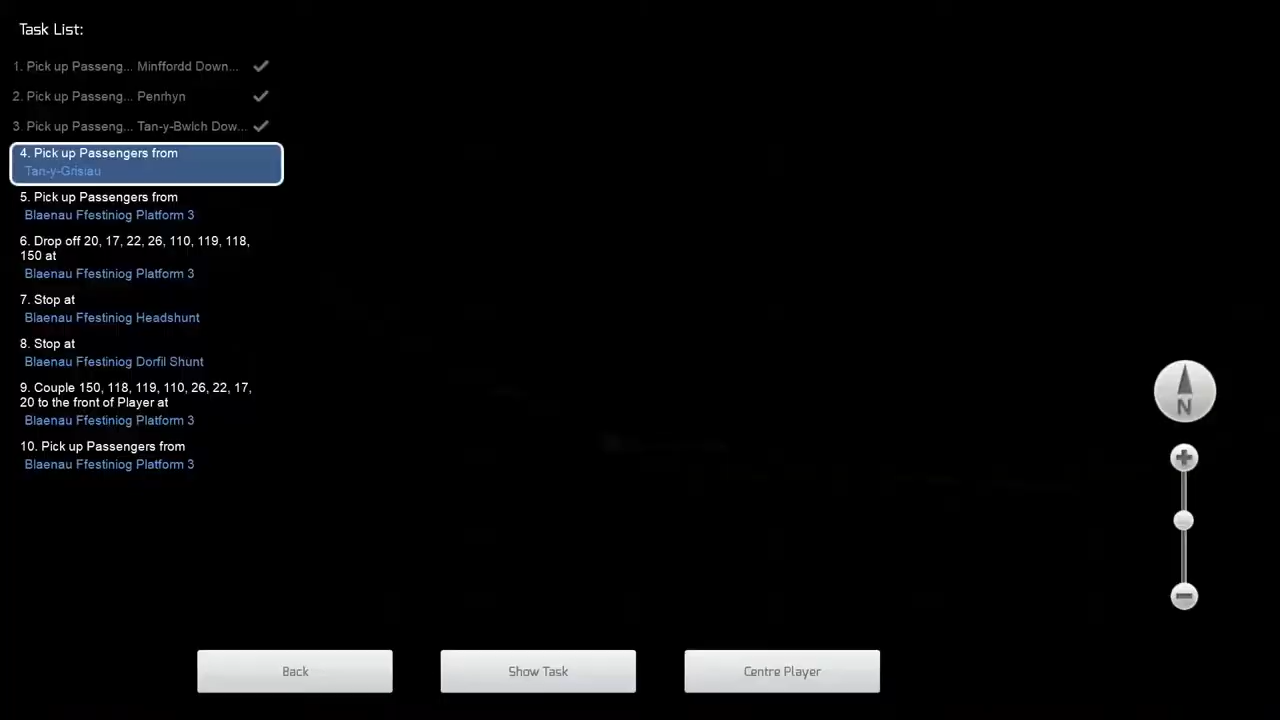 Task List:
1. Pick up Passeng... Minffordd Down...
2. Pick up Passeng... Penrhyn
3. Pick up Passeng... Tan-y-Bwlch Dow...
4. Pick up Passengers from
Tan-y-Grisiau
5. Pick up Passengers from
Blaenau Ffestiniog Platform 3
6. Drop off 20, 17, 22, 26, 110, 119, 118,
150 at
Blaenau Ffestiniog Platform 3
7. Stop at
Blaenau Ffestiniog Headshunt
8. Stop at
Blaenau Ffestiniog Dorfil Shunt
9. Couple 150, 118, 119, 110, 26, 22, 17,
20 to the front of Player at
Blaenau Ffestiniog Platform 3
10. Pick up Passengers from
Blaenau Ffestiniog Platform 3
N
Back
Show Task
Centre Player